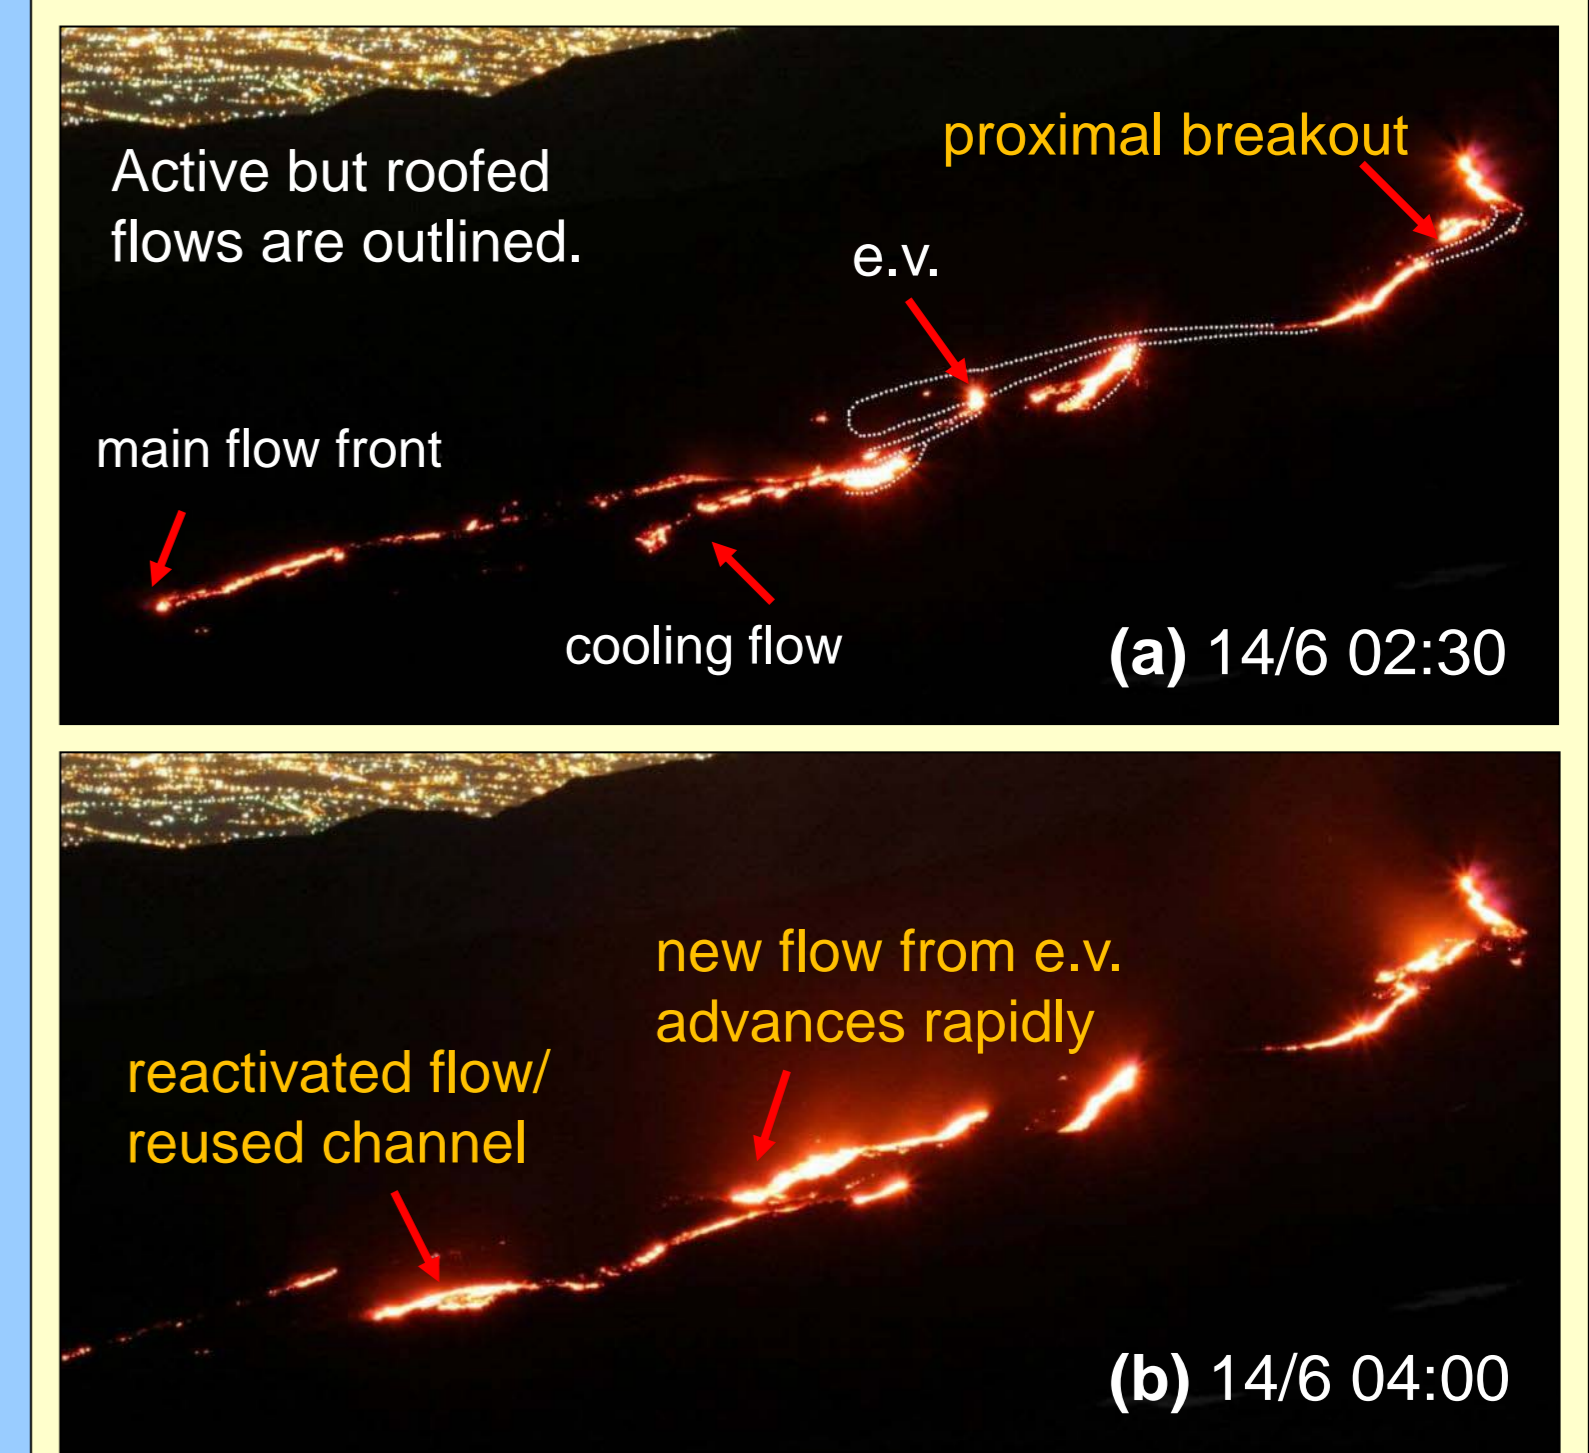 proximal breakout
Active but roofed
flows are outlined.
e.v.
main flow front
cooling flow
(a) 14/6 02:30
new flow from e.v.
advances rapidly
reactivated flow/
reused channel
(b) 14/6 04:00